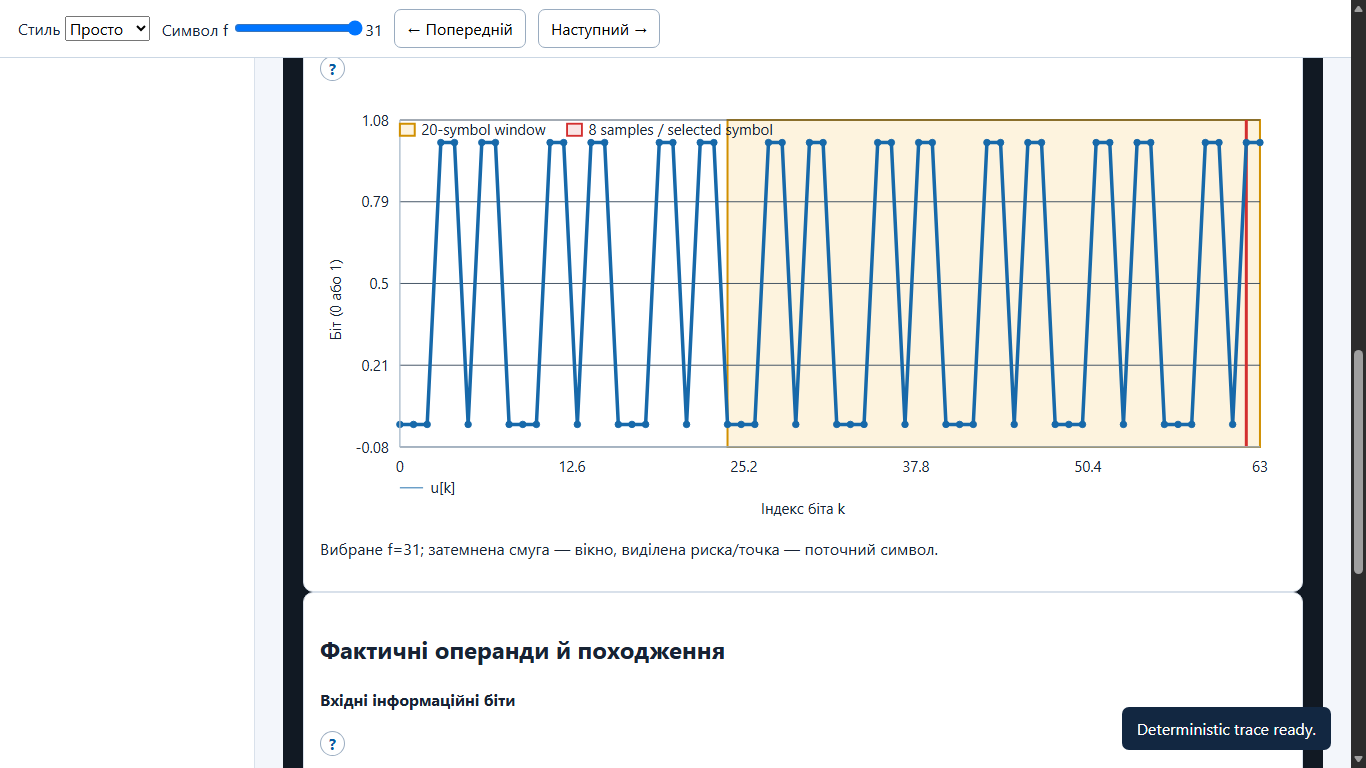 Стиль Просто Символ f 31 ← Попередній Наступний →
?
20-symbol window 8 samples / selected symbol
1.08
0.79
0.5
0.21
-0.08
Біт (0 або 1)
0 12.6 25.2 37.8 50.4 63
u[k]
Індекс біта k
Вибране f=31; затемнена смуга — вікно, виділена риска/точка — поточний символ.
Фактичні операнди й походження
Вхідні інформаційні біти
?
Deterministic trace ready.